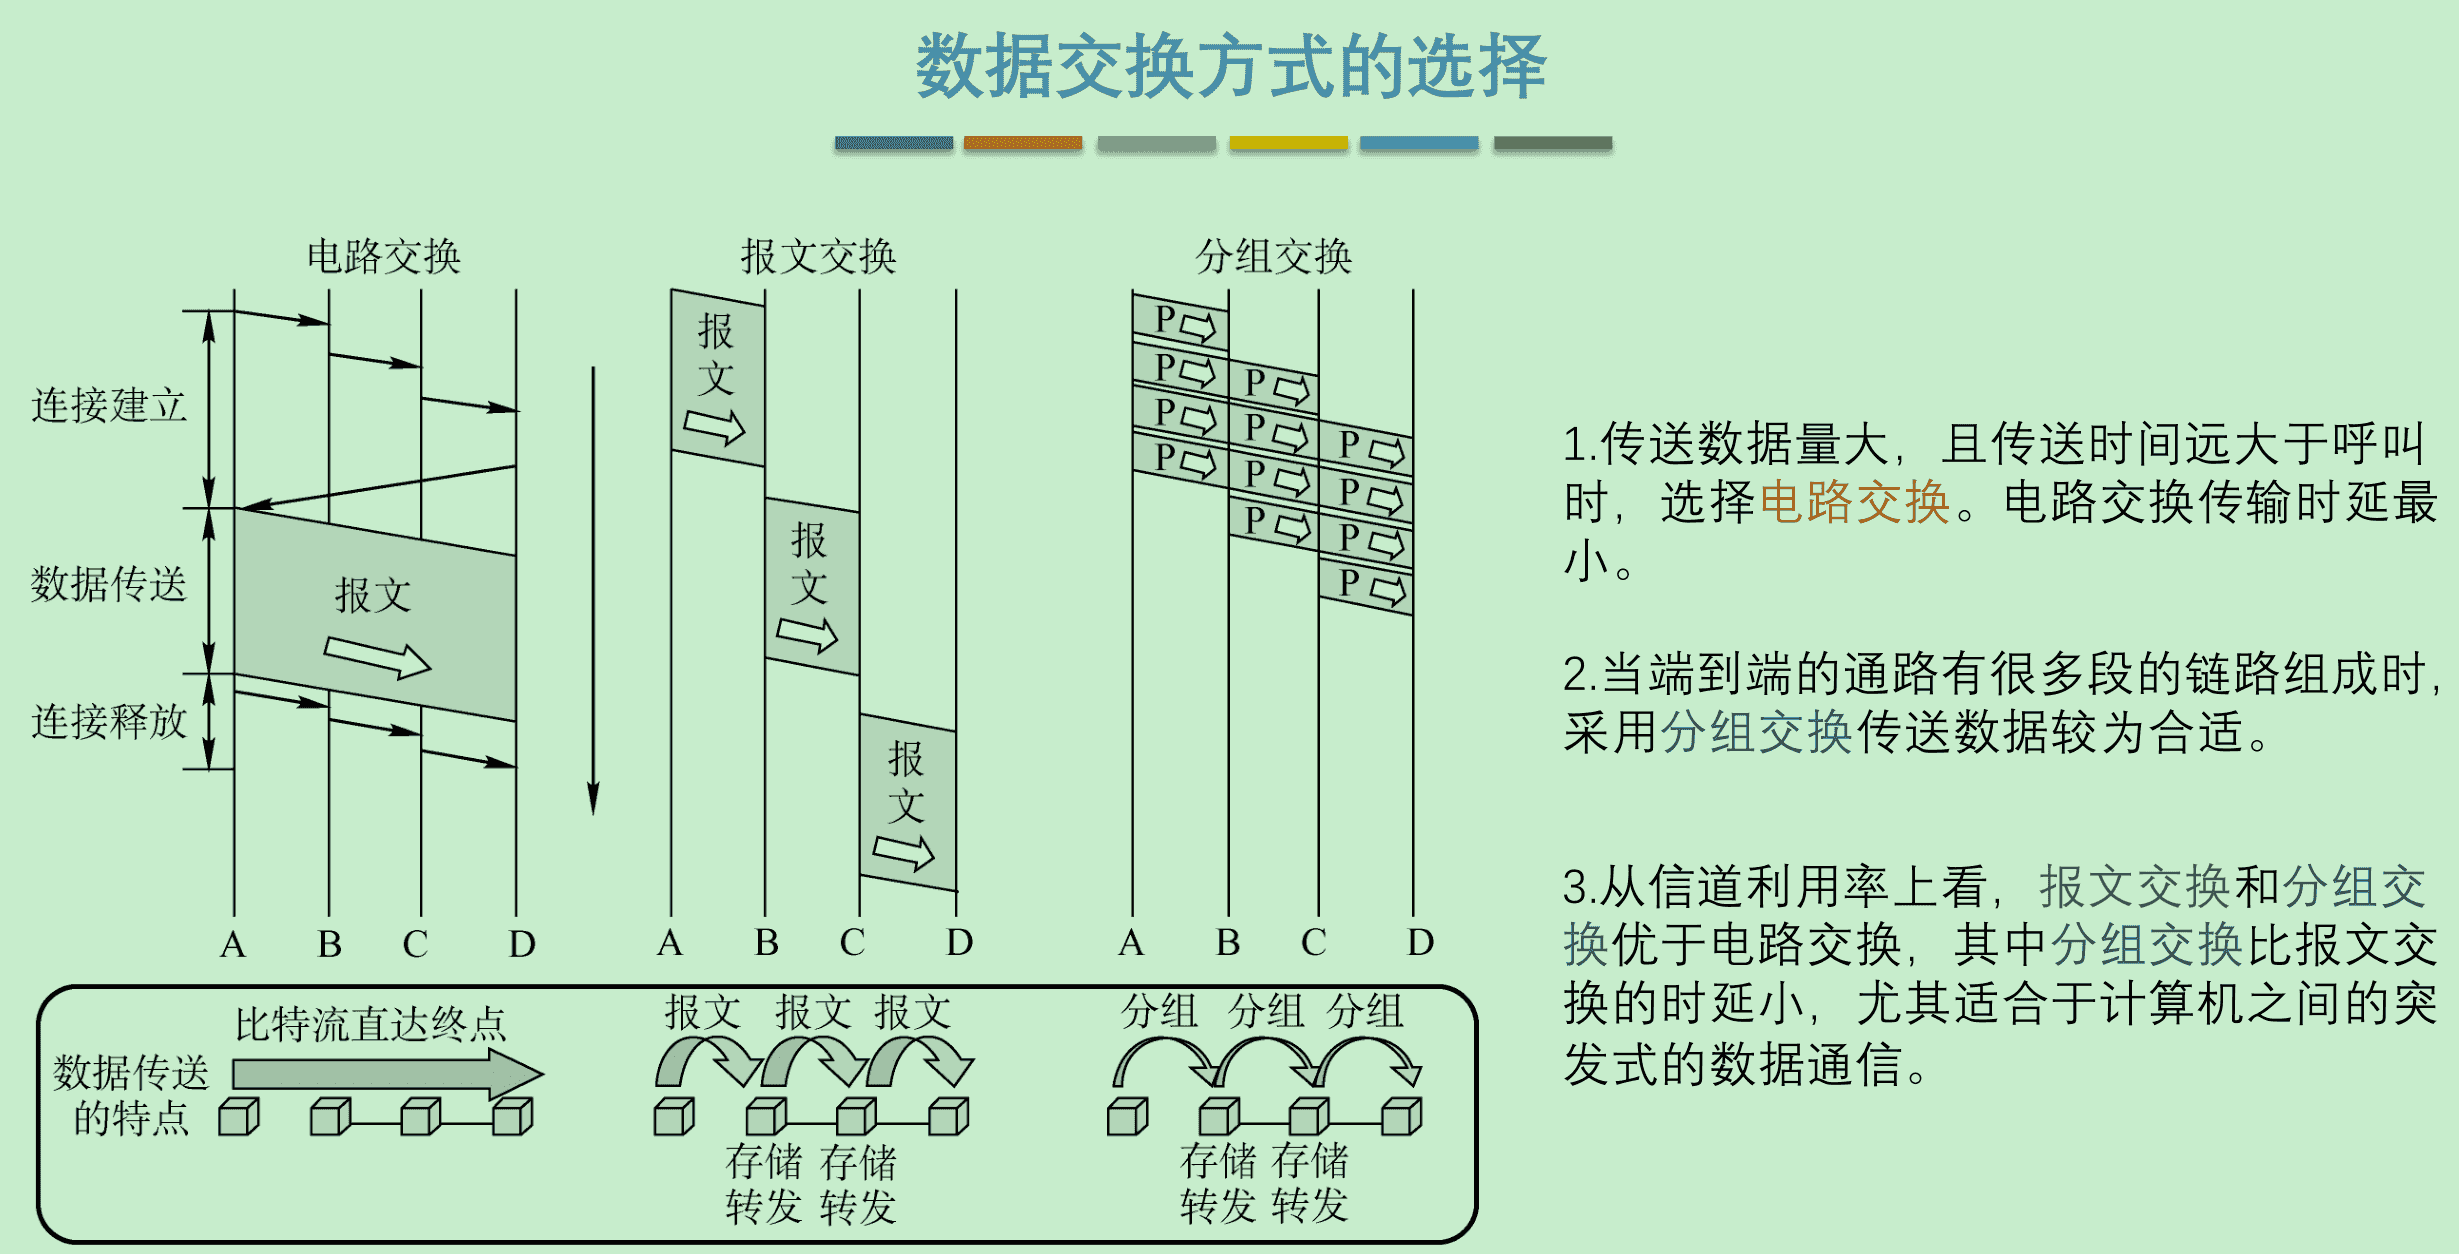 数据交换方式的选择
电路交换
报文交换
分组交换
连接建立
数据传送
连接释放
报文
A
B
C
D
报
文
报
文
报
文
A
B
C
D
P
P
P
P
P
P
P
P
P
P
P
P
A
B
C
D
数据传送
的特点
比特流直达终点
报文 报文 报文
存储 存储
转发 转发
分组 分组 分组
存储 存储
转发 转发
1.传送数据量大，且传送时间远大于呼叫
时，选择电路交换。电路交换传输时延最
小。
2.当端到端的通路有很多段的链路组成时，
采用分组交换传送数据较为合适。
3.从信道利用率上看，报文交换和分组交
换优于电路交换，其中分组交换比报文交
换的时延小，尤其适合于计算机之间的突
发式的数据通信。